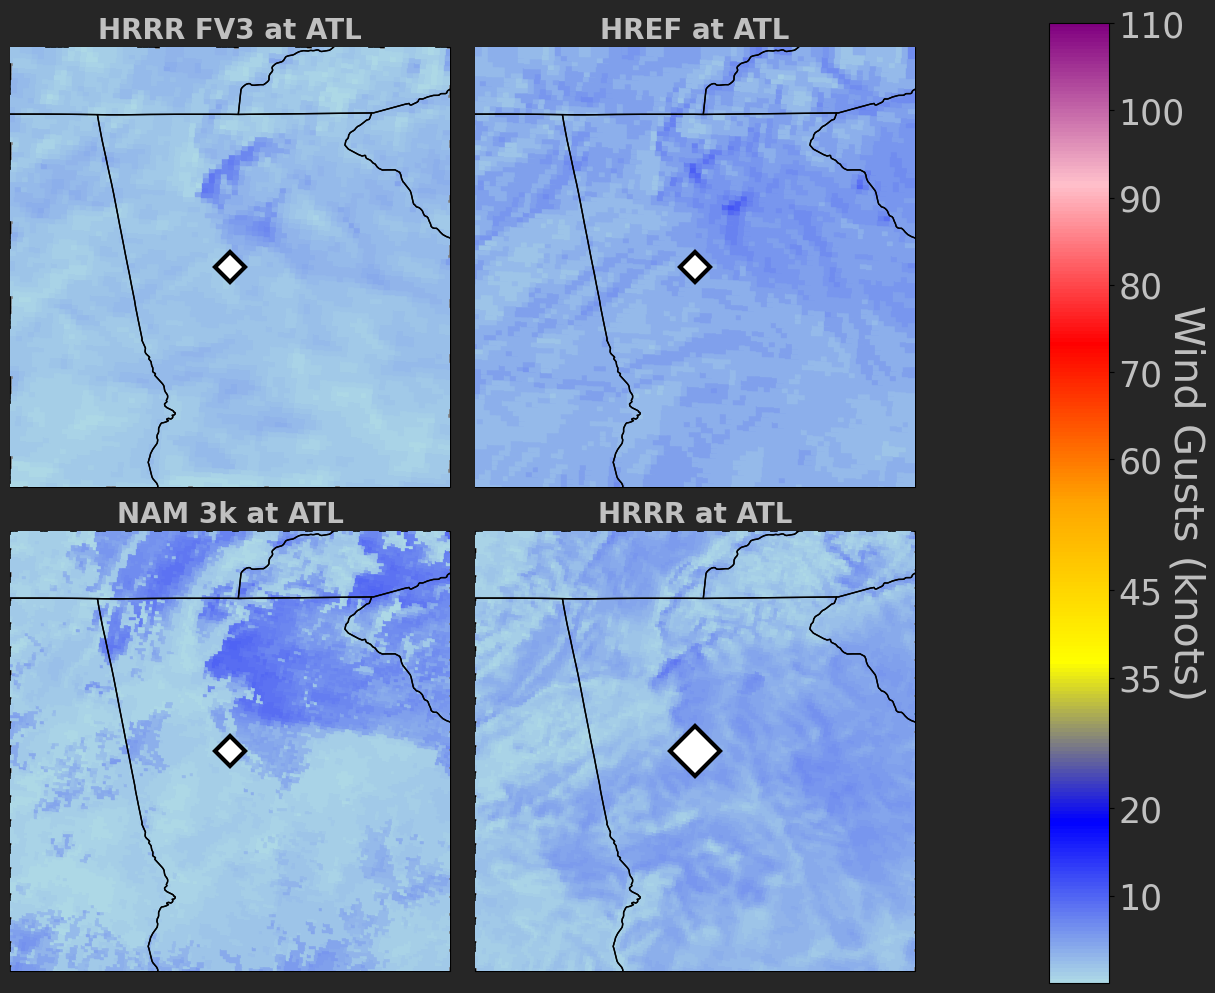 HRRR FV3 at ATL
HREF at ATL
NAM 3k at ATL
HRRR at ATL
110
100
90
80
70
60
45
35
20
10
Wind Gusts (knots)